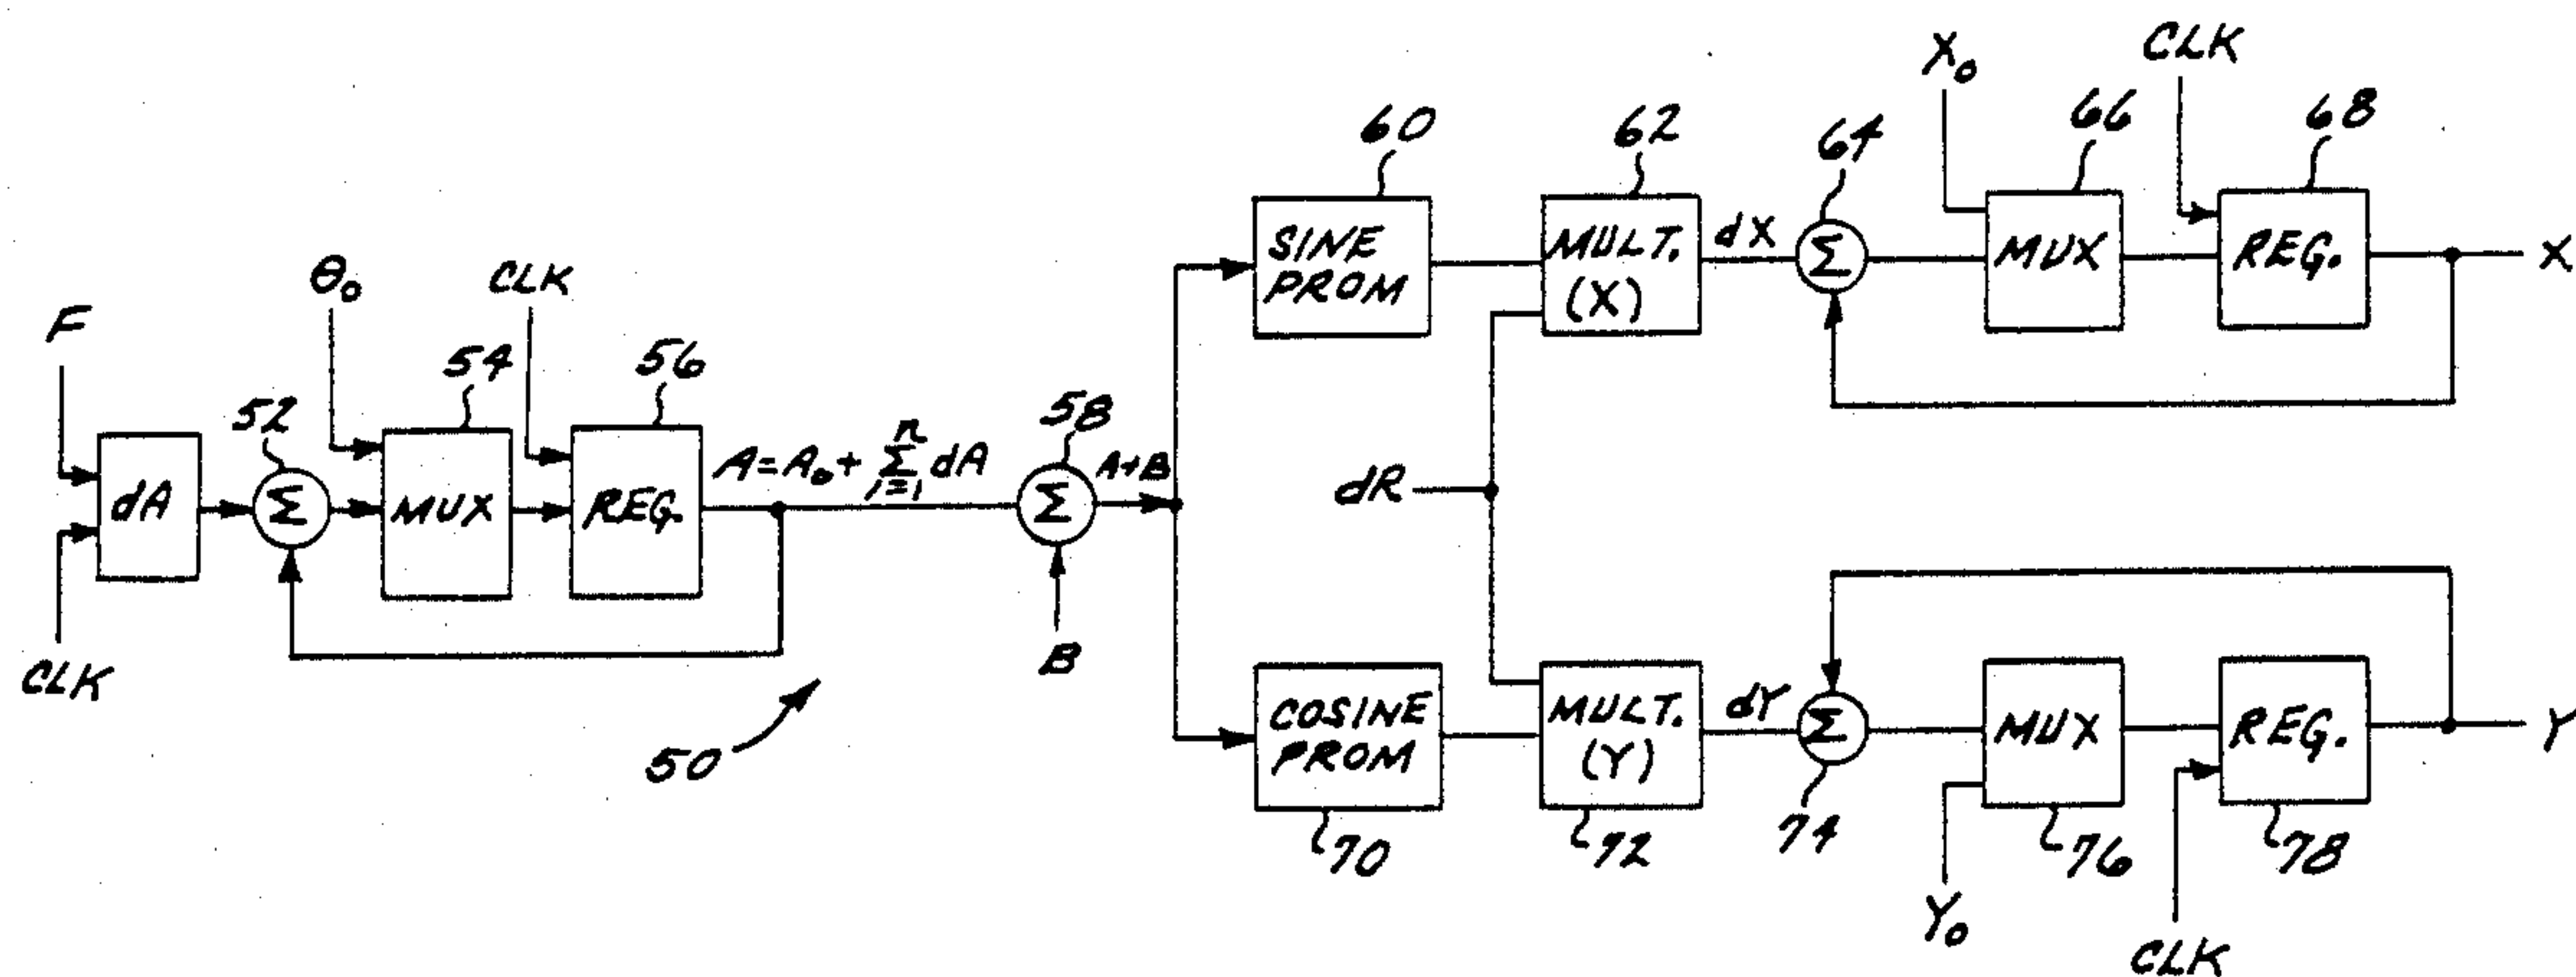 F
CLK
dA
52
Σ
θ₀
54
MUX
CLK
56
REG.
A=A₀+ Σ dA
n
i=1
50
58
Σ
A+B
B
60
SINE
PROM
62
MULT.
(X)
dX
64
Σ
X₀
66
MUX
CLK
68
REG.
X
dR
COSINE
PROM
70
MULT.
(Y)
72
dY
Σ
74
MUX
76
Y₀
REG.
78
CLK
Y